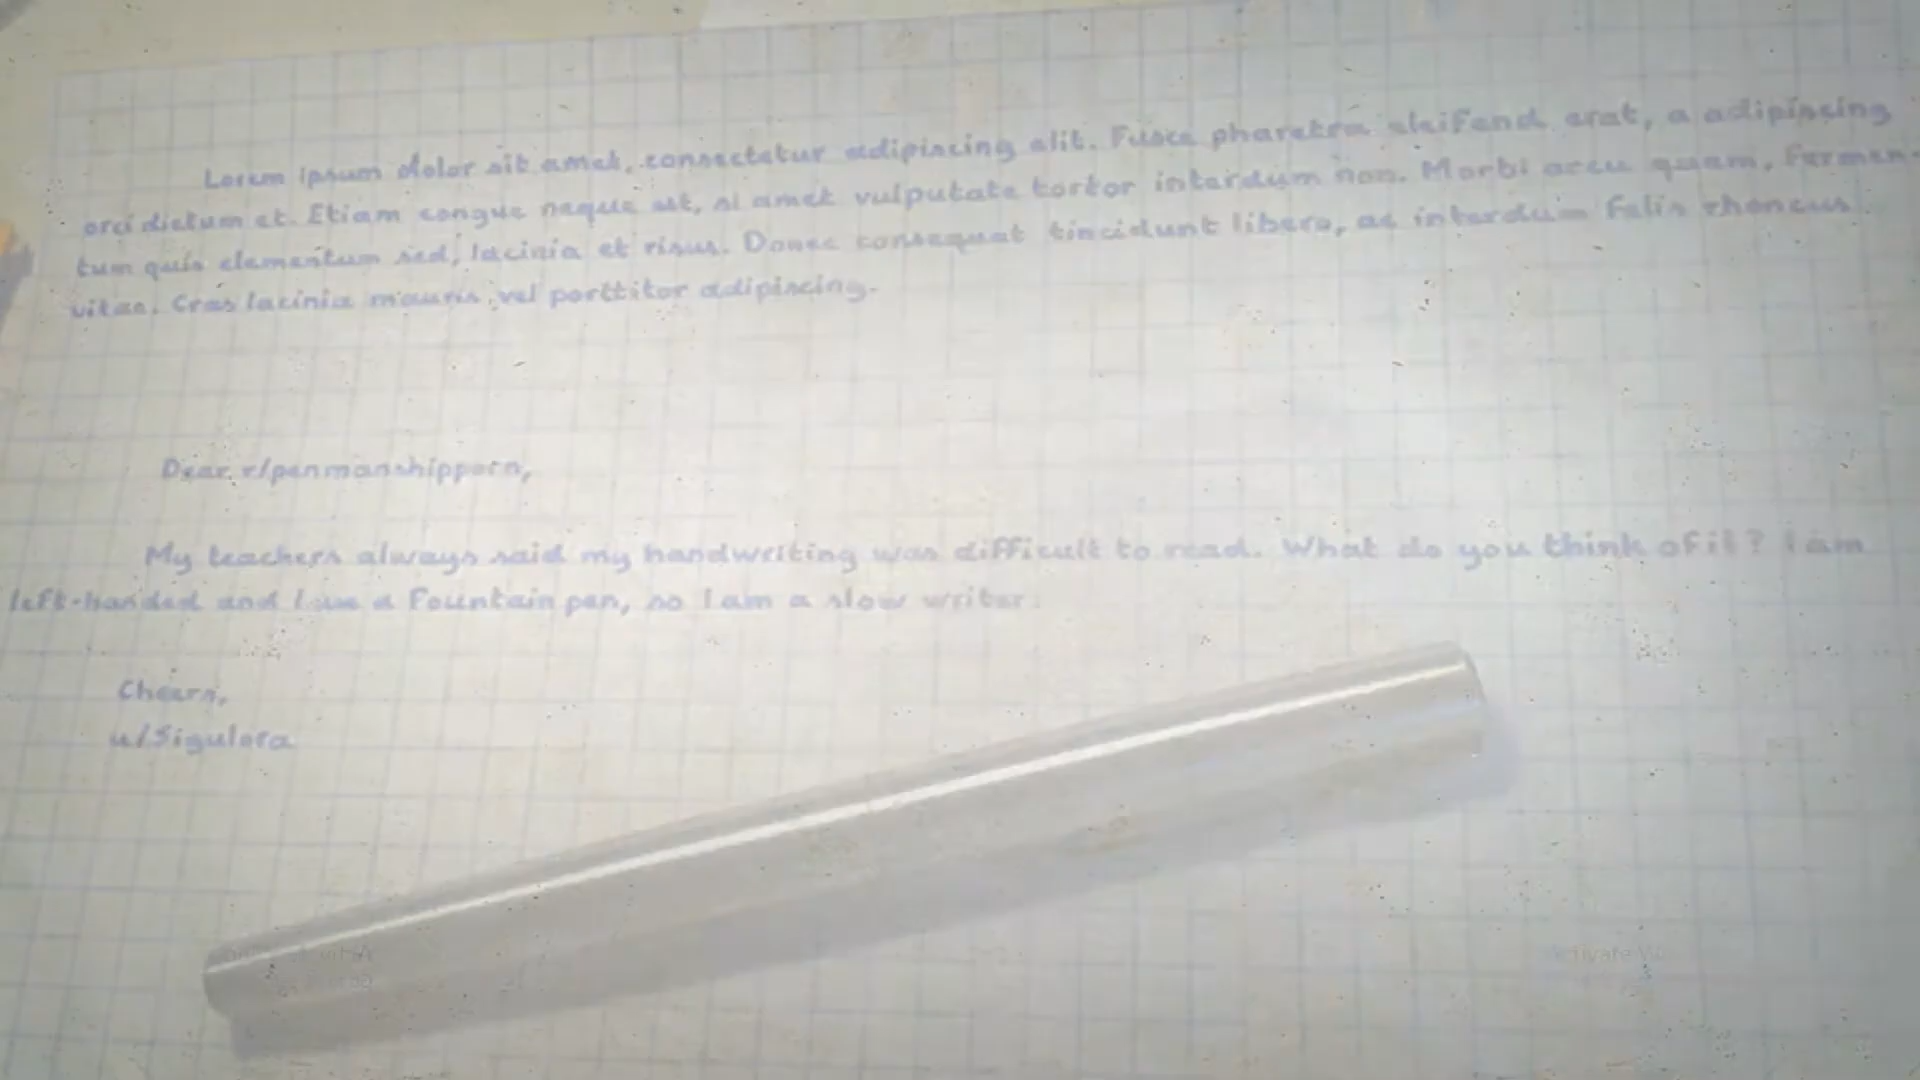 Lorem ipsum dolor sit amet, consectetur adipiscing elit. Fusce pharetra eleifend erat, a adipiscing
orci dictum et. Etiam congue neque est, si amet vulputate tortor interdum non. Morbi arcu quam, fermen-
tum quis elementum sed, lacinia et risus. Donec consequat tincidunt libero, ac interdum felis rhoncus
vitae. Cras lacinia mauris vel porttitor adipiscing.
Dear r/penmanshipporn,
My teachers always said my handwriting was difficult to read. What do you think of it? I am
left-handed and I use a fountain pen, so I am a slow writer.
Cheers,
u/Sigulora